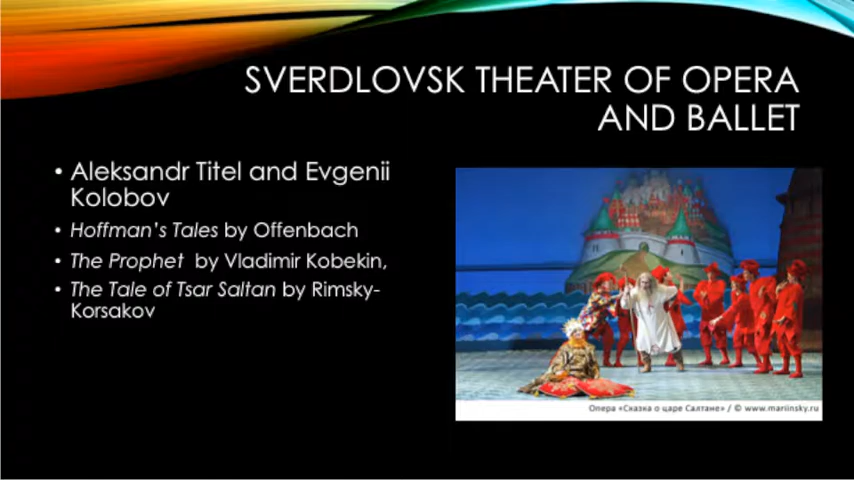 SVERDLOVSK THEATER OF OPERA
AND BALLET
• Aleksandr Titel and Evgenii
Kolobov
• Hoffman's Tales by Offenbach
• The Prophet by Vladimir Kobekin,
• The Tale of Tsar Saltan by Rimsky-
Korsakov
Опера «Сказка о царе Салтане» / © www.mariinsky.ru